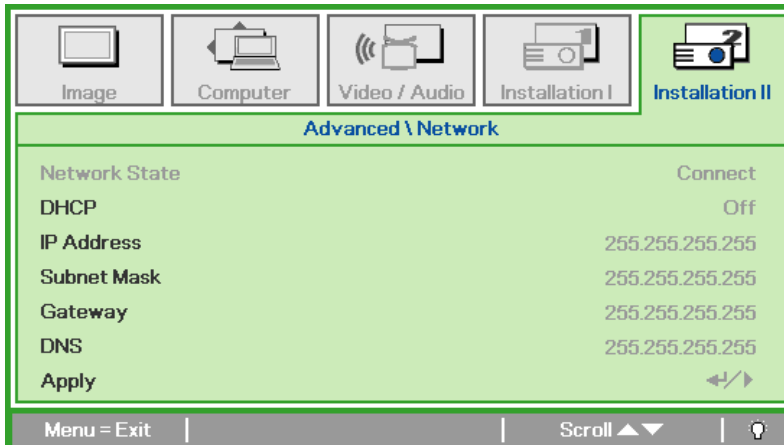 Image
Computer
Video / Audio
Installation I
Installation II
Advanced \ Network
Network State Connect
DHCP Off
IP Address 255.255.255.255
Subnet Mask 255.255.255.255
Gateway 255.255.255.255
DNS 255.255.255.255
Apply
Menu = Exit Scroll